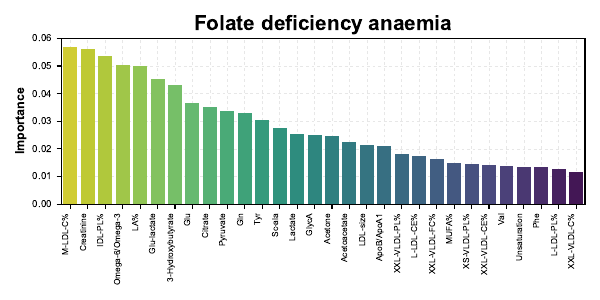 Folate deficiency anaemia
0.06
0.05
0.04
0.03
0.02
0.01
0.00
Importance
M-LDL-C%
Creatinine
IDL-PL%
Omega-6/Omega-3
LA%
Glu-lactate
3-Hydroxybutyrate
Glu
Citrate
Pyruvate
Gln
Tyr
Sc-ala
Lactate
GlycA
Acetone
Acetoacetate
LDL-size
ApoB/ApoA1
XXL-VLDL-PL%
L-LDL-CE%
XXL-VLDL-FC%
MUFA%
XS-VLDL-PL%
XXL-VLDL-CE%
Val
Unsaturation
Phe
L-LDL-PL%
XXL-VLDL-C%